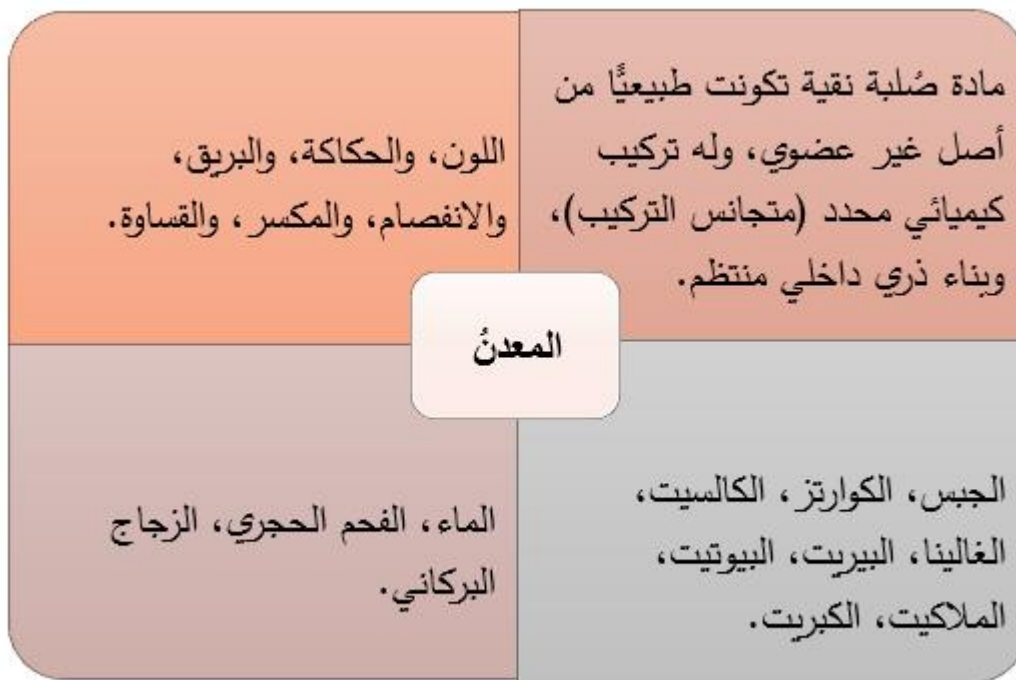 مادة صُلبة نقية تكونت طبيعيًّا من
أصل غير عضوي، وله تركيب
كيميائي محدد (متجانس التركيب)،
وبناء ذري داخلي منتظم.
اللون، والحكاكة، والبريق،
والانفصام، والمكسر، والقساوة.
المعدنُ
الجبس، الكوارتز، الكالسيت،
الغالينا، البيريت، البيوتيت،
الملاكيت، الكبريت.
الماء، الفحم الحجري، الزجاج
البركاني.